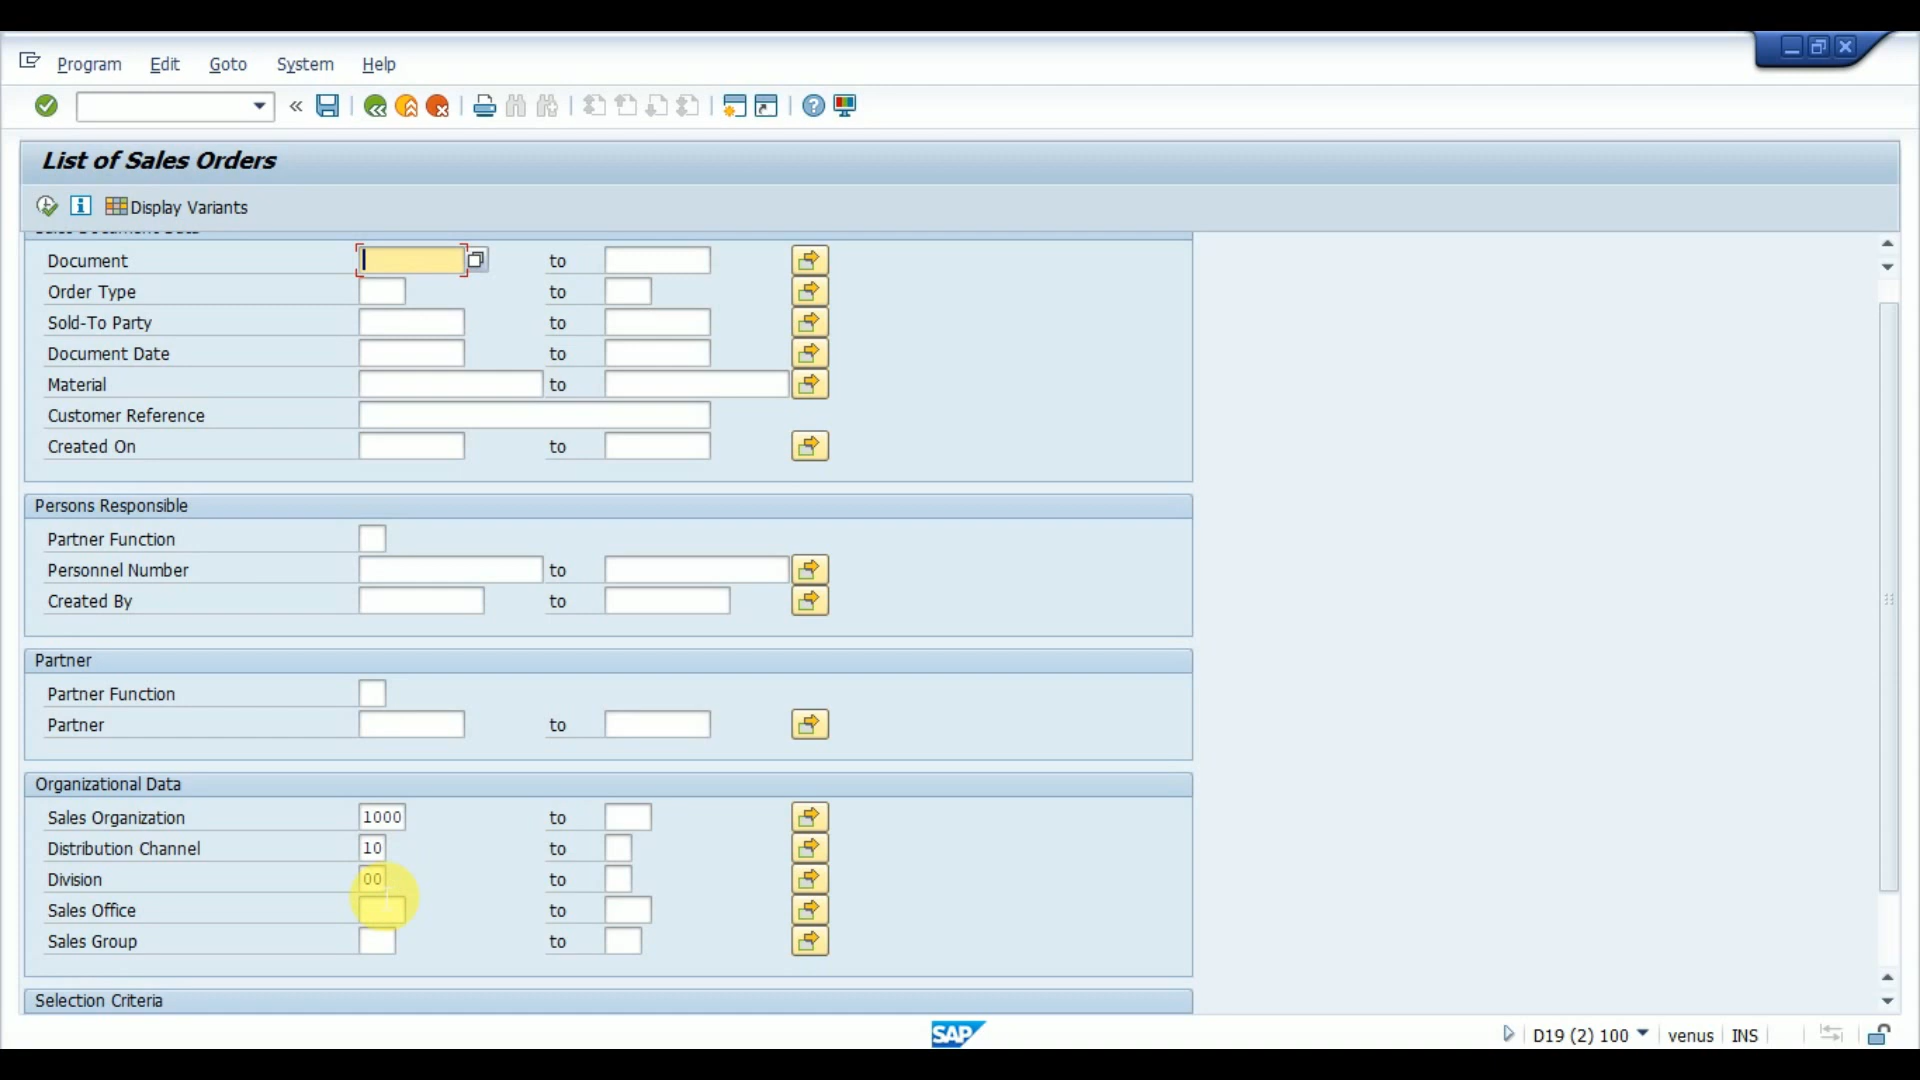 Program Edit Goto System Help
List of Sales Orders
Display Variants
Sales Document Data
Document to
Order Type to
Sold-To Party to
Document Date to
Material to
Customer Reference
Created On to
Persons Responsible
Partner Function
Personnel Number to
Created By to
Partner
Partner Function
Partner to
Organizational Data
Sales Organization 1000 to
Distribution Channel 10 to
Division 00 to
Sales Office to
Sales Group to
Selection Criteria
SAP D19 (2) 100 venus INS